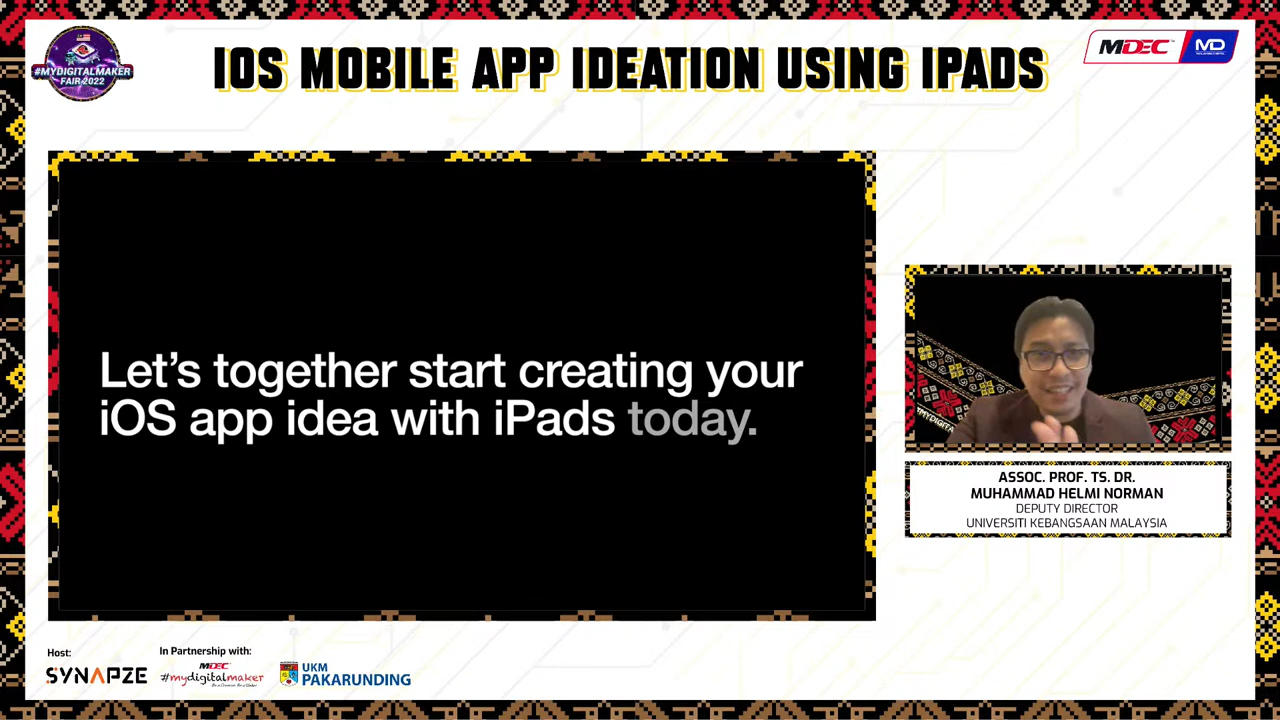 #MYDIGITALMAKER
FAIR 2022
IOS MOBILE APP IDEATION USING IPADS
MDEC
MD
Let's together start creating your
iOS app idea with iPads today.
#MYDIGITAL
ASSOC. PROF. TS. DR.
MUHAMMAD HELMI NORMAN
DEPUTY DIRECTOR
UNIVERSITI KEBANGSAAN MALAYSIA
Host:
SYNAPZE
In Partnership with:
MDEC
#mydigitalmaker
UKM
PAKARUNDING